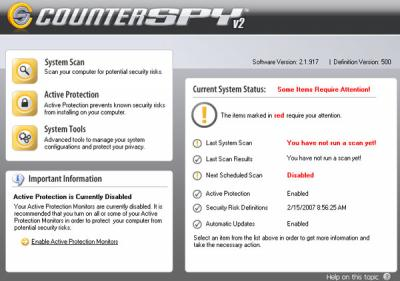 COUNTERSPY v2
Software Version: 2.1.917 | Definition Version: 500
System Scan
Scan your computer for potential security risks.
Active Protection
Active Protection prevents known security risks
from installing on your computer.
System Tools
Advanced tools to manage your system
configurations and protect your privacy.
Important Information
Active Protection is Currently Disabled
Your Active Protection Monitors are currently disabled. It is
recommended that you turn on all or some of your Active
Protection Monitors in order to protect your computer from
potential security risks.
Enable Active Protection Monitors
Current System Status: Some Items Require Attention!
The items marked in red require your attention.
Last System Scan You have not run a scan yet!
Last Scan Results You have not run a scan yet!
Next Scheduled Scan Disabled
Active Protection Enabled
Security Risk Definitions 2/15/2007 8:56:25 AM
Automatic Updates Enabled
Select an item from the list above in order to get more information and
take the necessary action.
Help on this topic